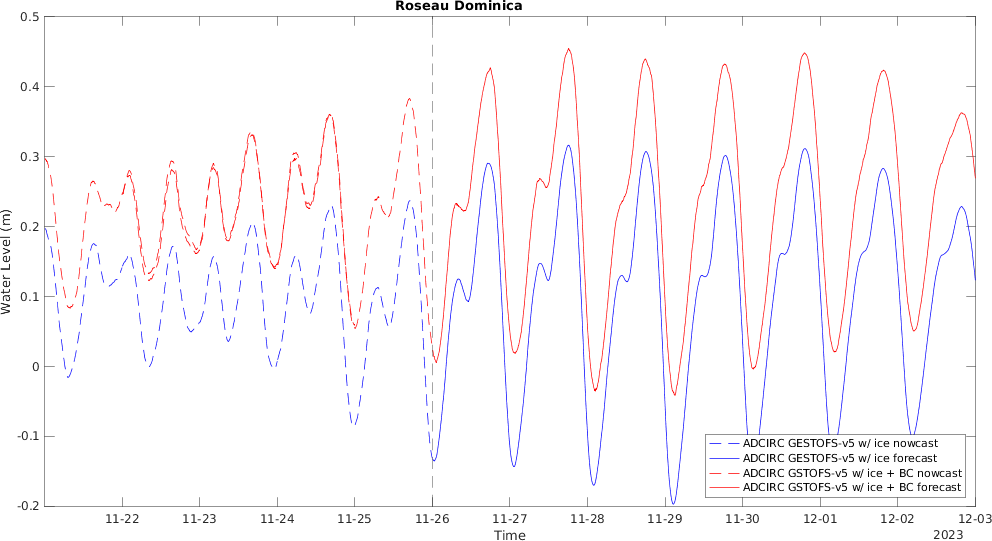 Roseau Dominica
0.5
0.4
0.3
0.2
0.1
0
-0.1
-0.2
Water Level (m)
11-22 11-23 11-24 11-25 11-26 11-27 11-28 11-29 11-30 12-01 12-02 12-03
Time
2023
ADCIRC GESTOFS-v5 w/ ice nowcast
ADCIRC GESTOFS-v5 w/ ice forecast
ADCIRC GSTOFS-v5 w/ ice + BC nowcast
ADCIRC GSTOFS-v5 w/ ice + BC forecast